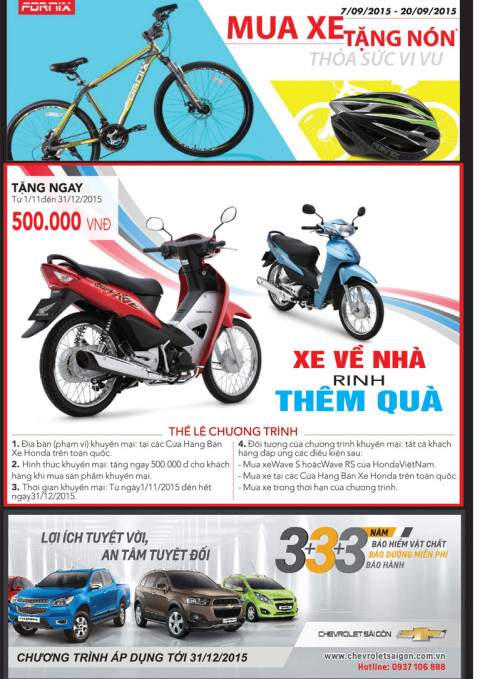 FORNIX
7/09/2015 - 20/09/2015
MUA XE TẶNG NÓN*
THỎA SỨC VI VU
FORNIX
TẶNG NGAY
Từ 1/11đến 31/12/2015
500.000 VNĐ
XE VỀ NHÀ
RINH
THÊM QUÀ
THỂ LỆ CHƯƠNG TRÌNH
1. Địa bàn (phạm vi) khuyến mại: tại các Cửa Hàng Bán
Xe Honda trên toàn quốc.
2. Hình thức khuyến mại: tặng ngay 500.000 đ cho khách
hàng khi mua sản phẩm khuyến mại.
3. Thời gian khuyến mại: Từ ngày1/11/2015 đến hết
ngày31/12/2015.
4. Đối tượng của chương trình khuyến mại: tất cả khách
hàng đáp ứng các điều kiện sau:
- Mua xeWave S hoặcWave RS của HondaViệtNam.
- Mua xe tại các Cửa Hàng Bán Xe Honda trên toàn quốc.
- Mua xe trong thời hạn của chương trình.
LỢI ÍCH TUYỆT VỜI,
AN TÂM TUYỆT ĐỐI
3+3+3
NĂM
BẢO HIỂM VẬT CHẤT
BẢO DƯỠNG MIỄN PHÍ
BẢO HÀNH
CHEVROLET SAIGON
CHƯƠNG TRÌNH ÁP DỤNG TỚI 31/12/2015
www.chevroletsaigon.com.vn
Hotline: 0937 106 888